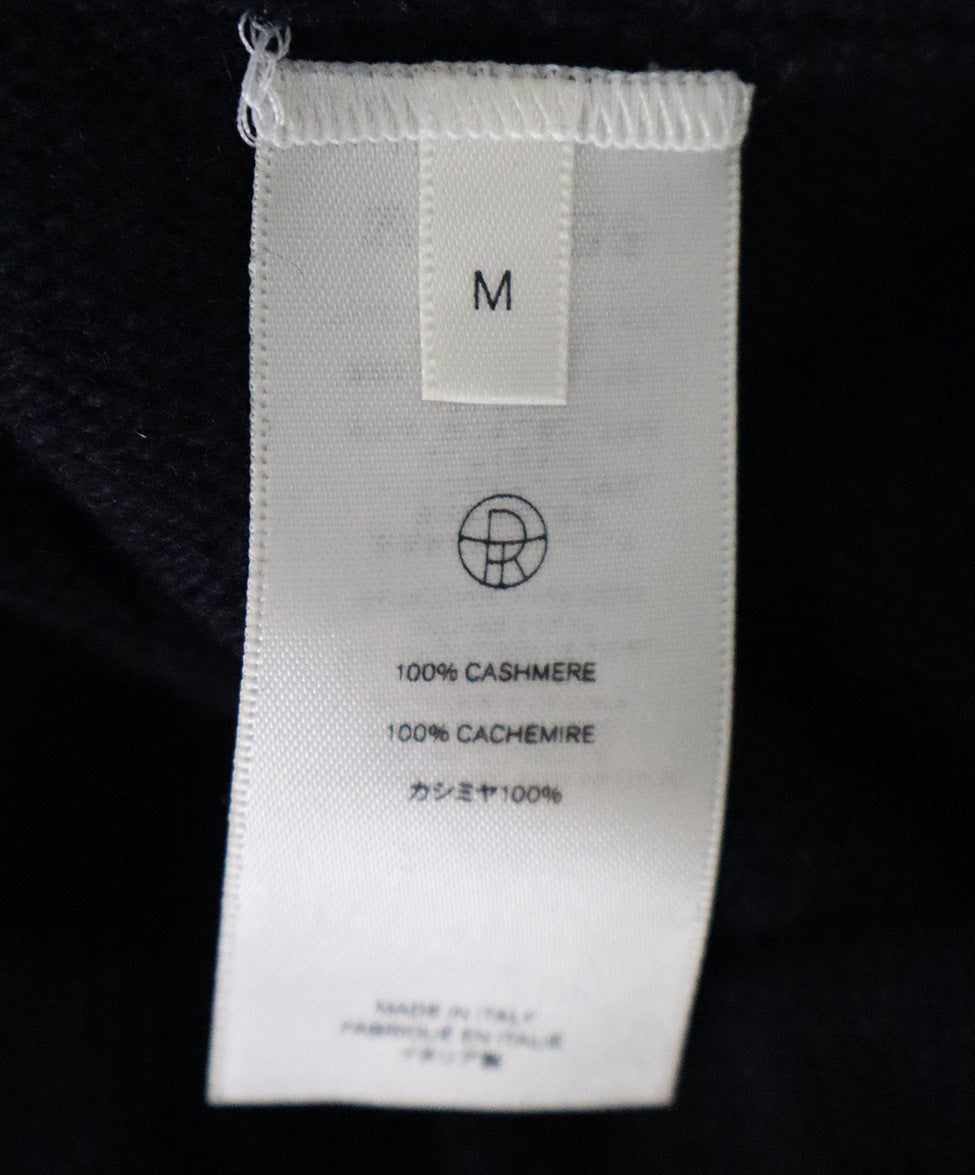 M
100% CASHMERE
100% CACHEMIRE
カシミヤ100%
MADE IN ITALY
FABRIQUÉ EN ITALIE
イタリア製